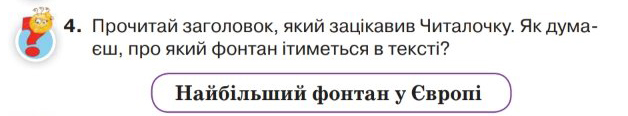 4. Прочитай заголовок, який зацікавив Читалочку. Як дума-
єш, про який фонтан ітиметься в тексті?
Найбільший фонтан у Європі